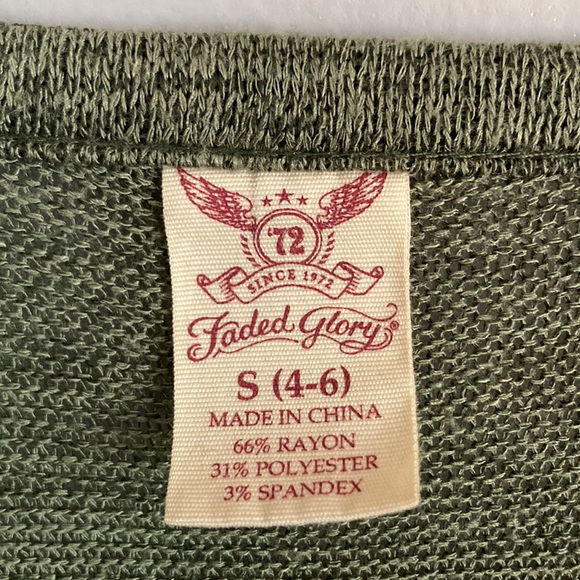 '72
SINCE 1972
Faded Glory®
S (4-6)
MADE IN CHINA
66% RAYON
31% POLYESTER
3% SPANDEX